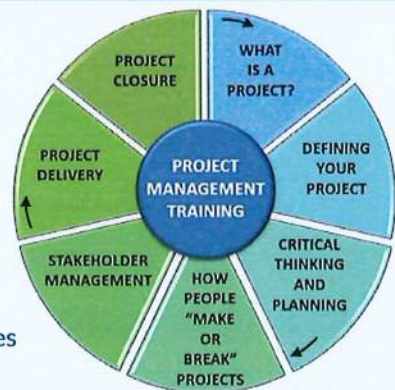 WHAT
IS A
PROJECT?
DEFINING
YOUR
PROJECT
CRITICAL
THINKING
AND
PLANNING
HOW
PEOPLE
“MAKE
OR
BREAK”
PROJECTS
STAKEHOLDER
MANAGEMENT
PROJECT
DELIVERY
PROJECT
CLOSURE
PROJECT
MANAGEMENT
TRAINING